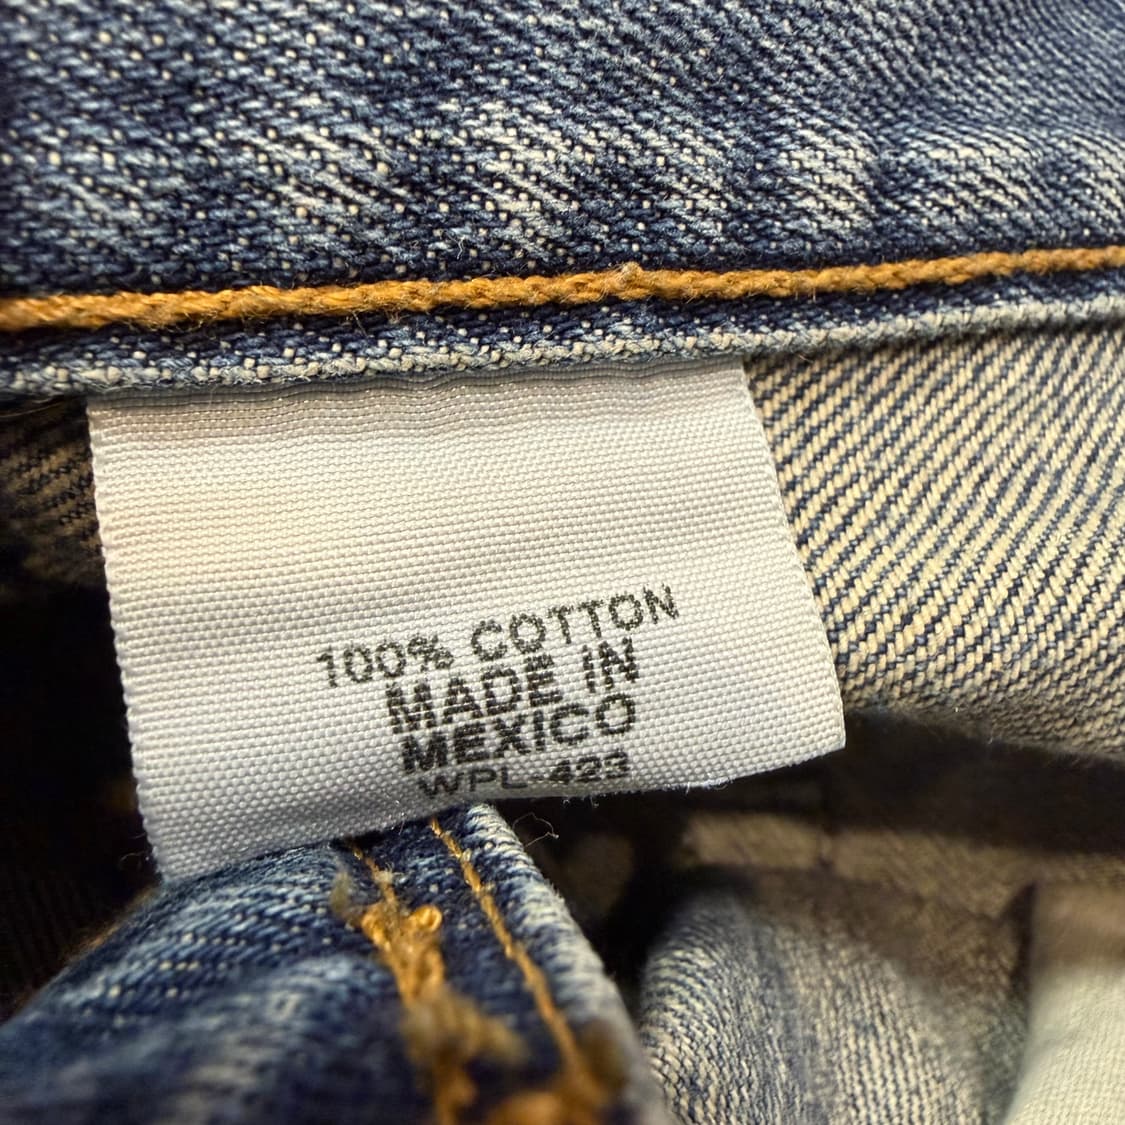 100% COTTON
MADE IN
MEXICO
WPL-423